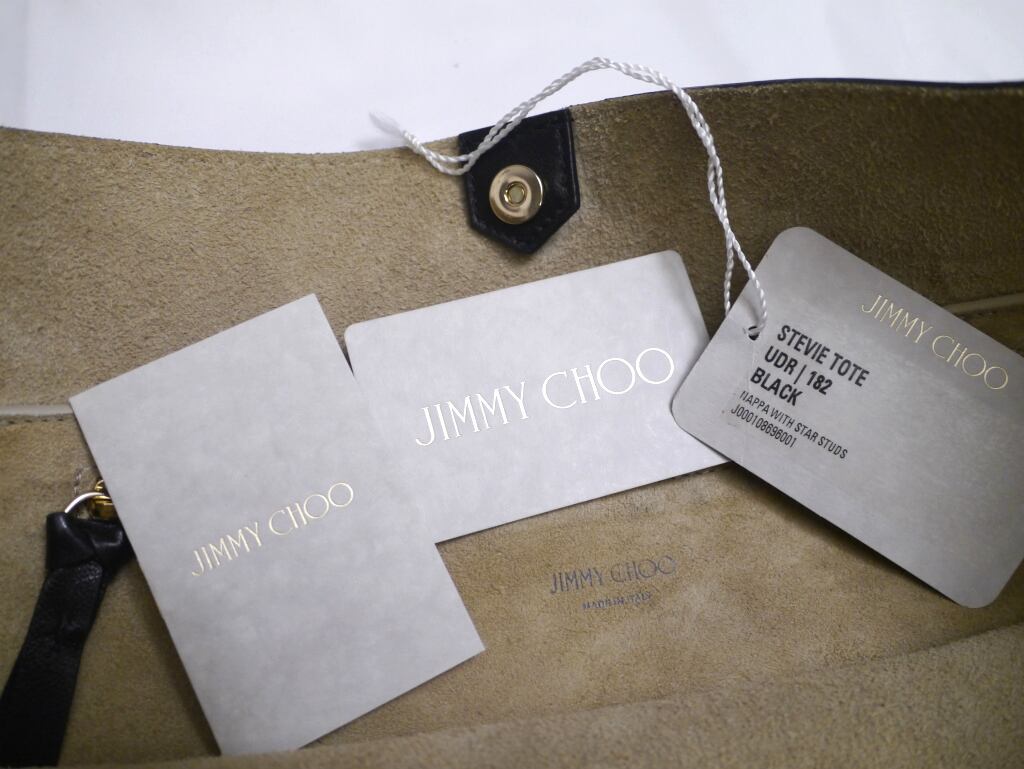 JIMMY CHOO
JIMMY CHOO
JIMMY CHOO
STEVIE TOTE
UDR | 182
BLACK
NAPPA WITH STAR STUDS
J000108696001
JIMMY CHOO
MADE IN ITALY